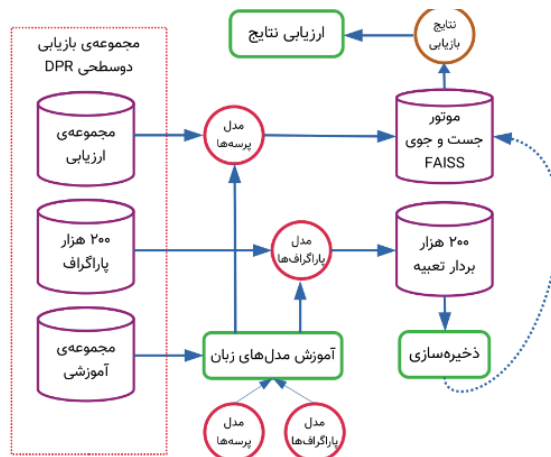 مجموعه‌ی بازیابی
دوسطحی DPR
ارزیابی نتایج
نتایج
بازیابی
مجموعه‌ی
ارزیابی
مدل
پرسه‌ها
موتور
جست و جوی
FAISS
۲۰۰ هزار
پاراگراف
مدل
پاراگراف‌ها
۲۰۰ هزار
بردار تعبیه
مجموعه‌ی
آموزشی
آموزش مدل‌های زبان
ذخیره‌سازی
مدل
پرسه‌ها
مدل
پاراگراف‌ها